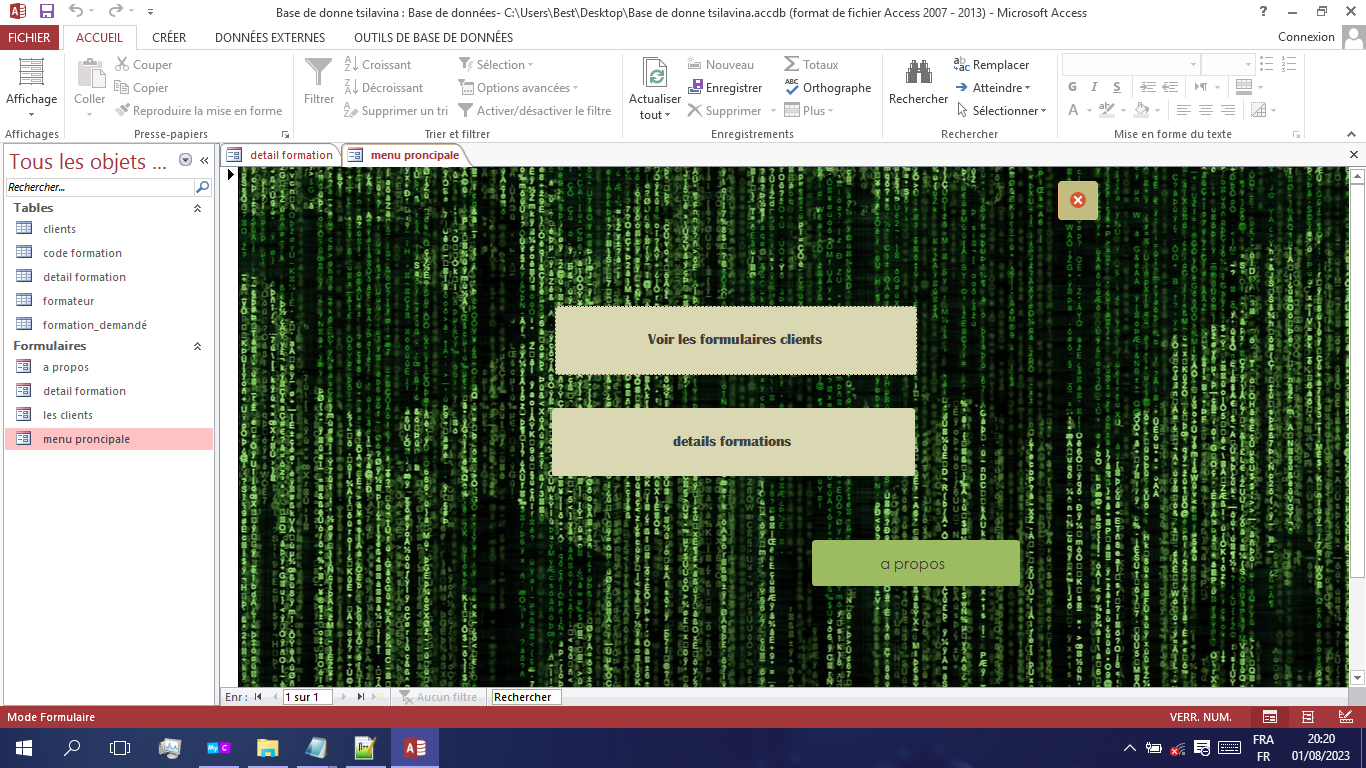 Base de donne tsilavina : Base de données- C:\Users\Best\Desktop\Base de donne tsilavina.accdb (format de fichier Access 2007 - 2013) - Microsoft Access
FICHIER ACCUEIL CRÉER DONNÉES EXTERNES OUTILS DE BASE DE DONNÉES Connexion
Affichage
Affichages
Coller
Couper
Copier
Reproduire la mise en forme
Presse-papiers
Filtrer
Croissant
Décroissant
Supprimer un tri
Sélection
Options avancées
Activer/désactiver le filtre
Trier et filtrer
Actualiser
tout
Nouveau
Enregistrer
Supprimer
Totaux
Orthographe
Plus
Enregistrements
Rechercher
Remplacer
Atteindre
Sélectionner
Rechercher
G I S
A
Mise en forme du texte
Tous les objets ...
Rechercher...
Tables
clients
code formation
detail formation
formateur
formation_demandé
Formulaires
a propos
detail formation
les clients
menu proncipale
detail formation menu proncipale
Voir les formulaires clients
details formations
a propos
Enr : 1 sur 1 Aucun filtre Rechercher
Mode Formulaire VERR. NUM.
MyC
FRA
FR
20:20
01/08/2023